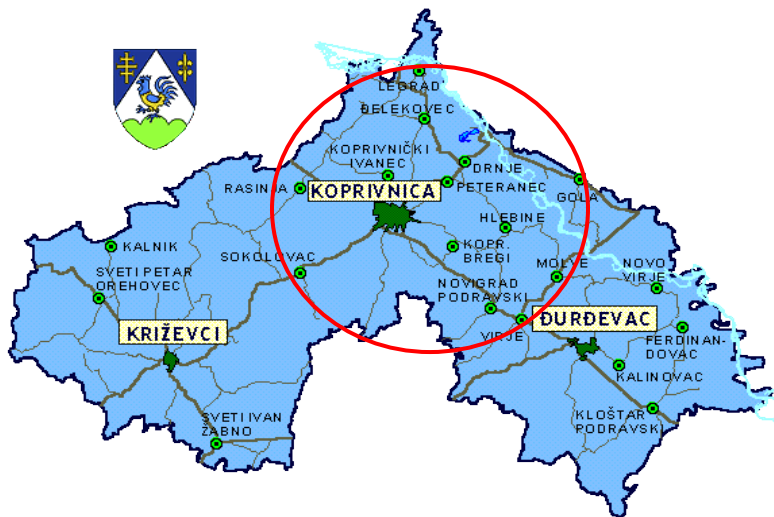 LEGRAD
ĐELEKOVEC
KOPRIVNIČKI
IVANEC
DRNJE
PETERANEC
RASINJA
KOPRIVNICA
GOLA
HLEBINE
KALNIK
KOPR.
BREGI
SOKOLOVAC
MOLVE
NOVO
VIRJE
SVETI PETAR
OREHOVEC
NOVIGRAD
PODRAVSKI
ĐURĐEVAC
KRIŽEVCI
VIRJE
FERDINAN-
DOVAC
KALINOVAC
KLOŠTAR
PODRAVSKI
SVETI IVAN
ŽABNO